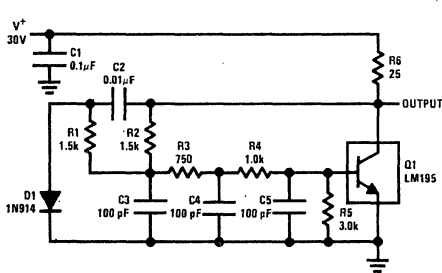 V+
30V
C1
0.1μF
C2
0.01μF
R6
25
OUTPUT
R1
1.5k
R2
1.5k
R3
750
R4
1.0k
Q1
LM195
D1
1N914
C3
100 pF
C4
100 pF
C5
100 pF
R5
3.0k